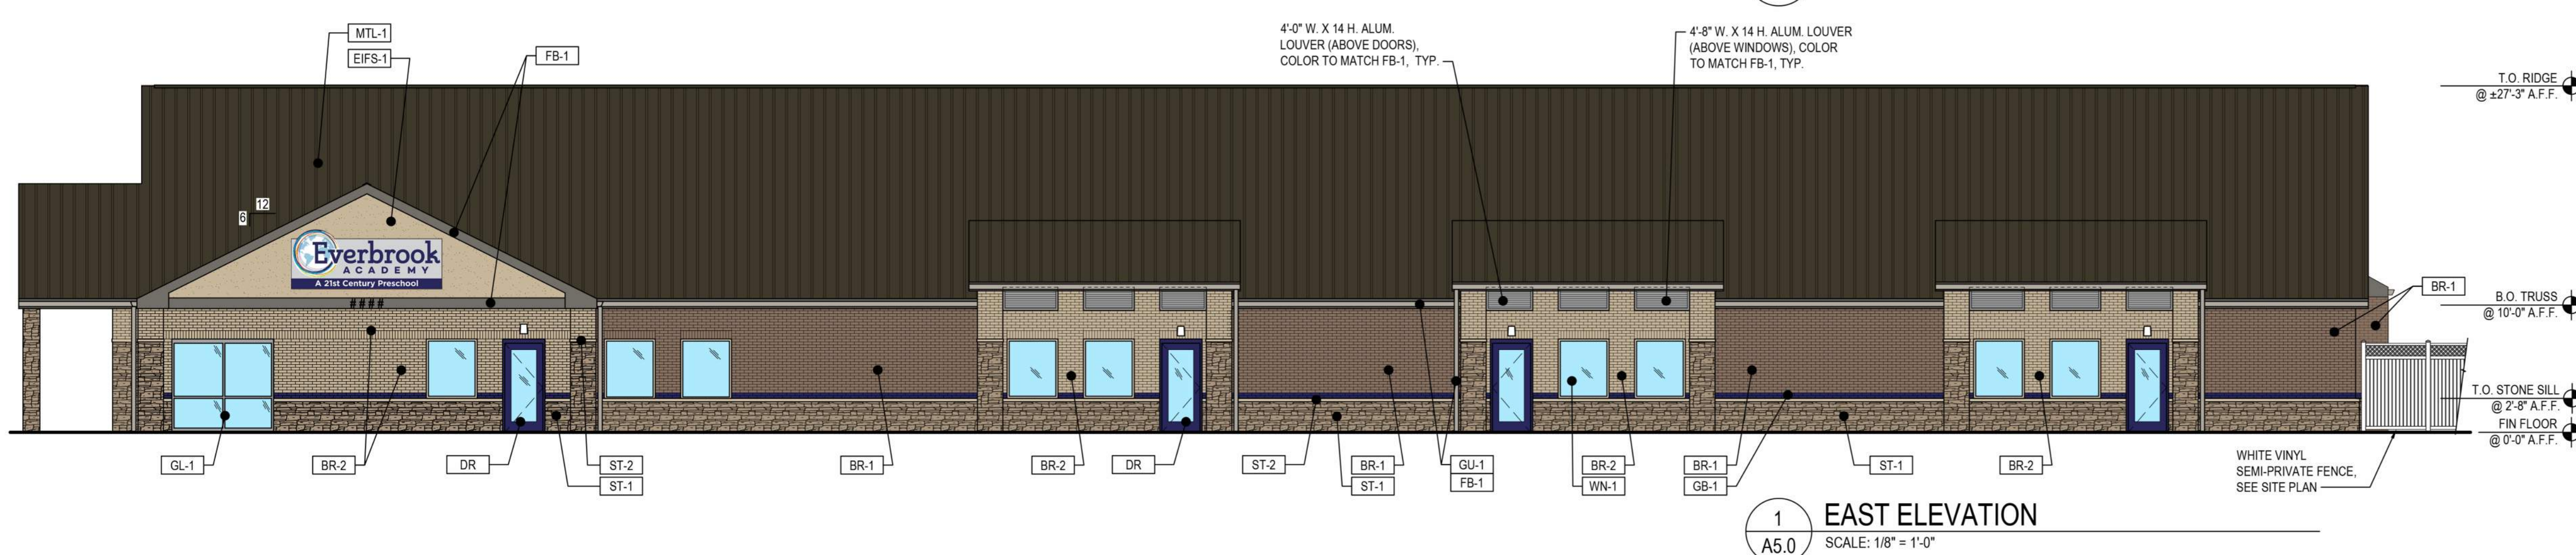 MTL-1
EIFS-1
FB-1
4'-0" W. X 14 H. ALUM.
LOUVER (ABOVE DOORS),
COLOR TO MATCH FB-1, TYP.
4'-8" W. X 14 H. ALUM. LOUVER
(ABOVE WINDOWS), COLOR
TO MATCH FB-1, TYP.
T.O. RIDGE
@ ±27'-3" A.F.F.
12
6
Everbrook
ACADEMY
A 21st Century Preschool
####
BR-1
B.O. TRUSS
@ 10'-0" A.F.F.
T.O. STONE SILL
@ 2'-8" A.F.F.
FIN FLOOR
@ 0'-0" A.F.F.
GL-1
BR-2
DR
ST-2
ST-1
BR-1
BR-2
DR
ST-2
BR-1
ST-1
GU-1
FB-1
BR-2
WN-1
BR-1
GB-1
ST-1
BR-2
WHITE VINYL
SEMI-PRIVATE FENCE,
SEE SITE PLAN
1
A5.0
EAST ELEVATION
SCALE: 1/8" = 1'-0"